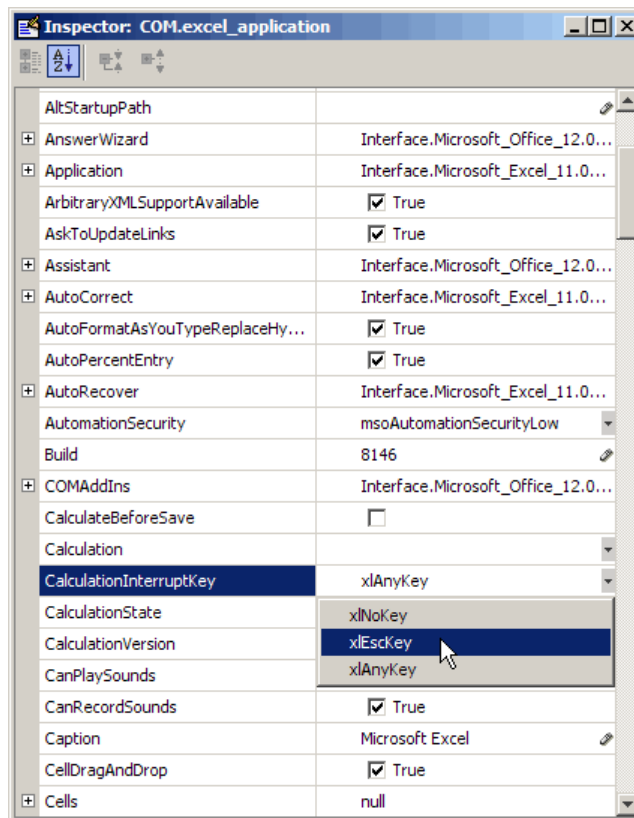 Inspector: COM.excel_application
AltStartupPath
AnswerWizard Interface.Microsoft_Office_12.0...
Application Interface.Microsoft_Excel_11.0...
ArbitraryXMLSupportAvailable True
AskToUpdateLinks True
Assistant Interface.Microsoft_Office_12.0...
AutoCorrect Interface.Microsoft_Excel_11.0...
AutoFormatAsYouTypeReplaceHy... True
AutoPercentEntry True
AutoRecover Interface.Microsoft_Excel_11.0...
AutomationSecurity msoAutomationSecurityLow
Build 8146
COMAddIns Interface.Microsoft_Office_12.0...
CalculateBeforeSave
Calculation
CalculationInterruptKey xlAnyKey
CalculationState xlNoKey
CalculationVersion xlEscKey
CanPlaySounds xlAnyKey
CanRecordSounds True
Caption Microsoft Excel
CellDragAndDrop True
Cells null